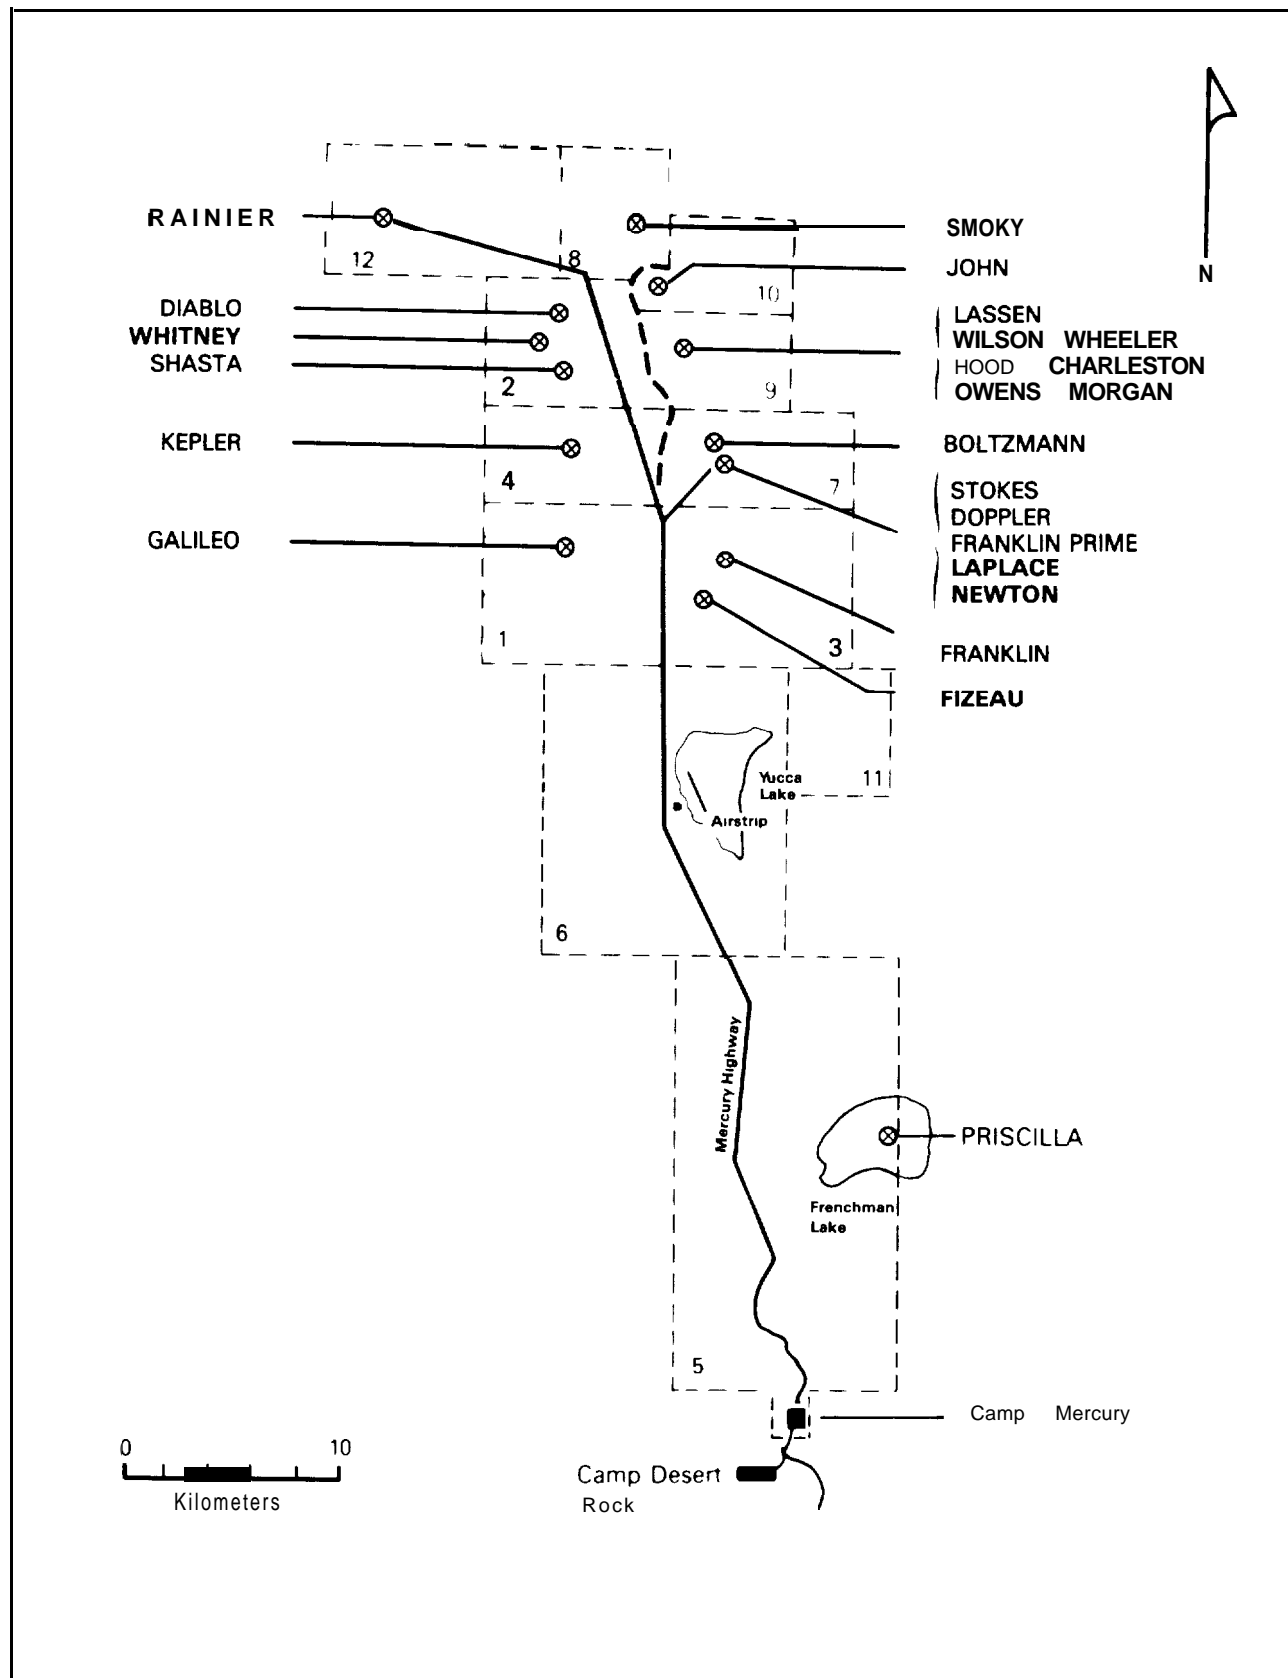 RAINIER
12
8
SMOKY
JOHN
10
N
DIABLO
WHITNEY
SHASTA
2
9
LASSEN
WILSON WHEELER
HOOD CHARLESTON
OWENS MORGAN
KEPLER
4
7
BOLTZMANN
STOKES
DOPPLER
FRANKLIN PRIME
LAPLACE
NEWTON
GALILEO
1
3
FRANKLIN
FIZEAU
Yucca
Lake
11
Airstrip
6
Mercury Highway
PRISCILLA
Frenchman
Lake
5
Camp Mercury
0 10
Kilometers
Camp Desert
Rock